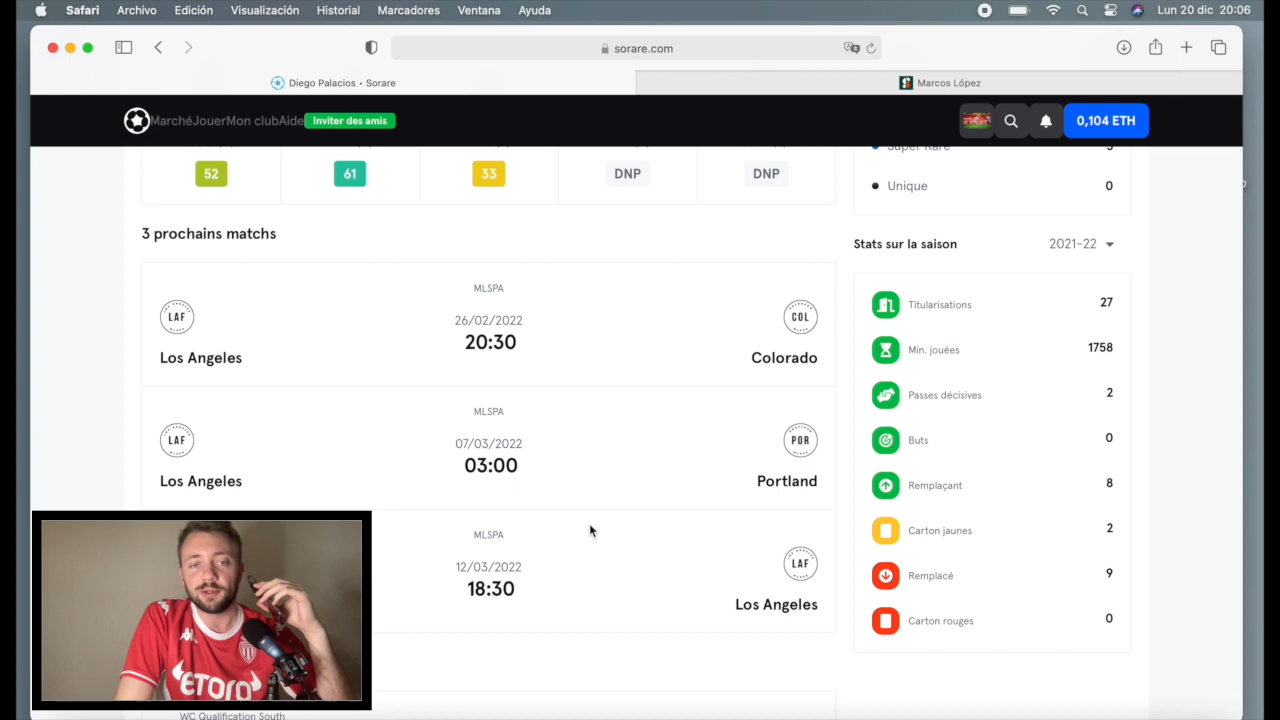 Safari Archivo Edición Visualización Historial Marcadores Ventana Ayuda Lun 20 dic 20:06
sorare.com
Diego Palacios • Sorare
Marcos López
MarchéJouerMon clubAide Inviter des amis 0,104 ETH
52 61 33 DNP DNP
Super Rare
Unique 0
3 prochains matchs
Stats sur la saison 2021-22
MLSPA
LAF 26/02/2022 COL
20:30
Los Angeles Colorado
MLSPA
LAF 07/03/2022 POR
03:00
Los Angeles Portland
MLSPA
12/03/2022 LAF
18:30
Los Angeles
Titularisations 27
Min. jouées 1758
Passes décisives 2
Buts 0
Remplaçant 8
Carton jaunes 2
Remplacé 9
Carton rouges 0
eToro
WC Qualification South